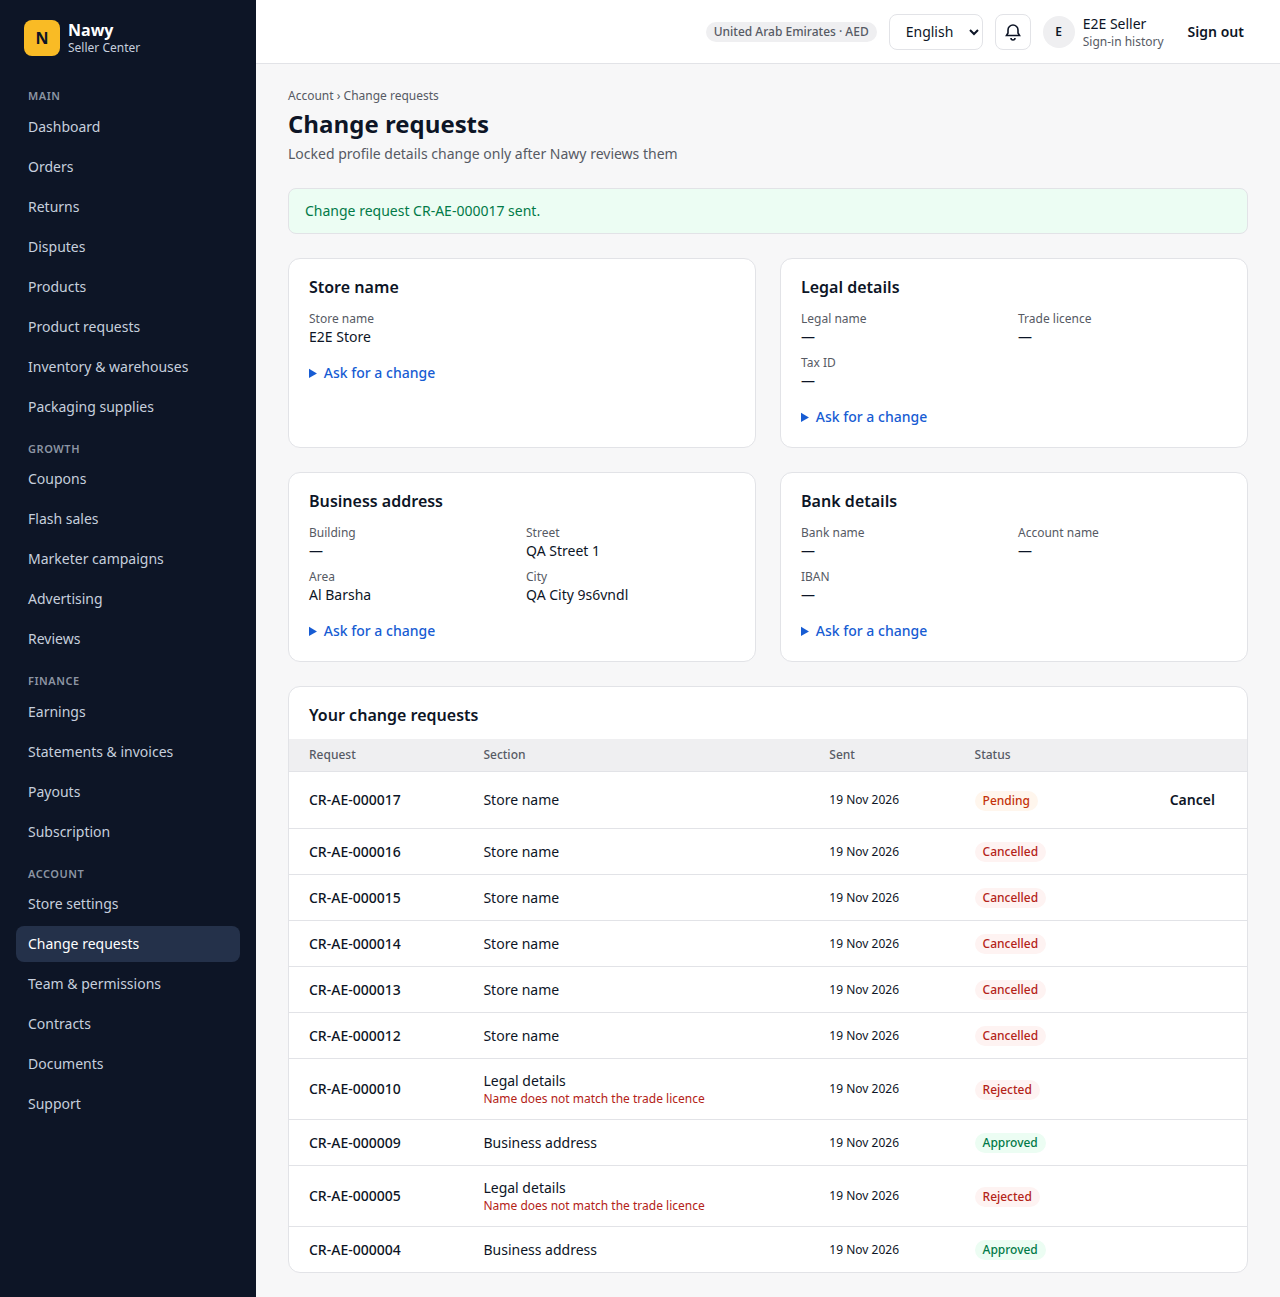 N
Nawy
Seller Center
MAIN
Dashboard
Orders
Returns
Disputes
Products
Product requests
Inventory & warehouses
Packaging supplies
GROWTH
Coupons
Flash sales
Marketer campaigns
Advertising
Reviews
FINANCE
Earnings
Statements & invoices
Payouts
Subscription
ACCOUNT
Store settings
Change requests
Team & permissions
Contracts
Documents
Support
United Arab Emirates · AED
English
E
E2E Seller
Sign-in history
Sign out
Account › Change requests
Change requests
Locked profile details change only after Nawy reviews them
Change request CR-AE-000017 sent.
Store name
Store name
E2E Store
Ask for a change
Legal details
Legal name Trade licence
— —
Tax ID
—
Ask for a change
Business address
Building Street
— QA Street 1
Area City
Al Barsha QA City 9s6vndl
Ask for a change
Bank details
Bank name Account name
— —
IBAN
—
Ask for a change
Your change requests
Request Section Sent Status
CR-AE-000017 Store name 19 Nov 2026 Pending Cancel
CR-AE-000016 Store name 19 Nov 2026 Cancelled
CR-AE-000015 Store name 19 Nov 2026 Cancelled
CR-AE-000014 Store name 19 Nov 2026 Cancelled
CR-AE-000013 Store name 19 Nov 2026 Cancelled
CR-AE-000012 Store name 19 Nov 2026 Cancelled
CR-AE-000010 Legal details 19 Nov 2026 Rejected
Name does not match the trade licence
CR-AE-000009 Business address 19 Nov 2026 Approved
CR-AE-000005 Legal details 19 Nov 2026 Rejected
Name does not match the trade licence
CR-AE-000004 Business address 19 Nov 2026 Approved